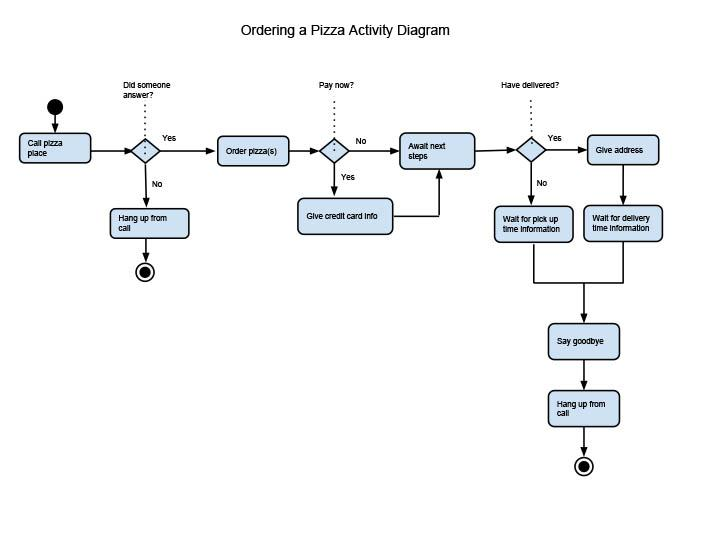 Ordering a Pizza Activity Diagram
Did someone
answer?
Pay now?
Have delivered?
Call pizza
place
Yes
Order pizza(s)
No
Await next
steps
Yes
Give address
No
Yes
No
Hang up from
call
Give credit card info
Wait for pick up
time information
Wait for delivery
time information
Say goodbye
Hang up from
call